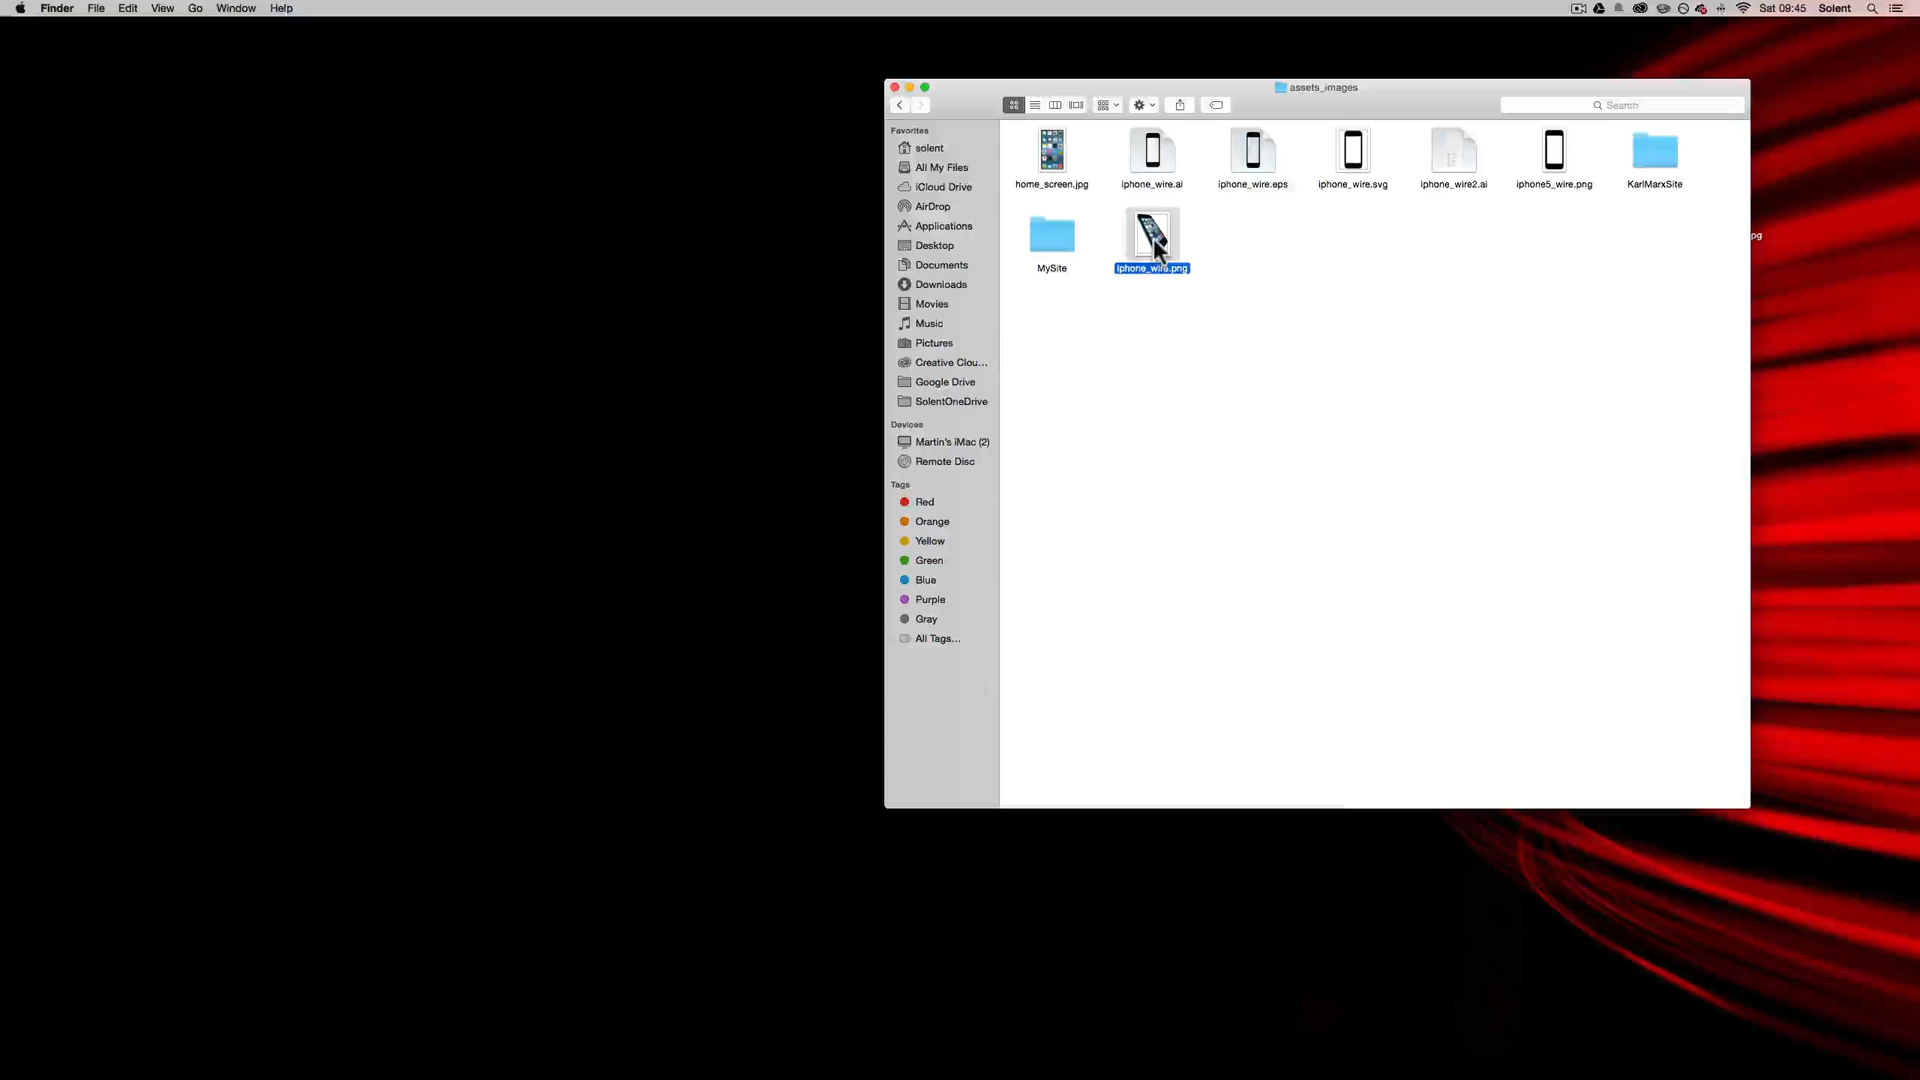 Finder File Edit View Go Window Help
Sat 09:45 Solent
assets_images
Search
Favorites
solent
All My Files
iCloud Drive
AirDrop
Applications
Desktop
Documents
Downloads
Movies
Music
Pictures
Creative Clou...
Google Drive
SolentOneDrive
Devices
Martin's iMac (2)
Remote Disc
Tags
Red
Orange
Yellow
Green
Blue
Purple
Gray
All Tags...
home_screen.jpg iphone_wire.ai iphone_wire.eps iphone_wire.svg iphone_wire2.ai iphone5_wire.png KarlMarxSite
MySite iphone_wire.png
pg